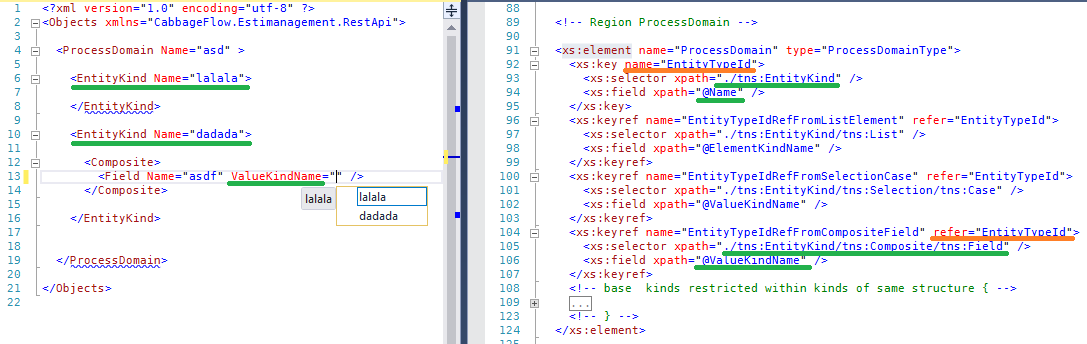 1 <?xml version="1.0" encoding="utf-8" ?>
2 <Objects xmlns="CabbageFlow.Estimanagement.RestApi">
3
4 <ProcessDomain Name="asd" >
5
6 <EntityKind Name="lalala">
7
8 </EntityKind>
9
10 <EntityKind Name="dadada">
11
12 <Composite>
13 <Field Name="asdf" ValueKindName="" />
14 </Composite>
lalala
lalala
dadada
15
16 </EntityKind>
17
18
19 </ProcessDomain>
20
21 </Objects>
22
88
89 <!-- Region ProcessDomain -->
90
91 <xs:element name="ProcessDomain" type="ProcessDomainType">
92 <xs:key name="EntityTypeId">
93 <xs:selector xpath="./tns:EntityKind" />
94 <xs:field xpath="@Name" />
95 </xs:key>
96 <xs:keyref name="EntityTypeIdRefFromListElement" refer="EntityTypeId">
97 <xs:selector xpath="./tns:EntityKind/tns:List" />
98 <xs:field xpath="@ElementKindName" />
99 </xs:keyref>
100 <xs:keyref name="EntityTypeIdRefFromSelectionCase" refer="EntityTypeId">
101 <xs:selector xpath="./tns:EntityKind/tns:Selection/tns:Case" />
102 <xs:field xpath="@ValueKindName" />
103 </xs:keyref>
104 <xs:keyref name="EntityTypeIdRefFromCompositeField" refer="EntityTypeId">
105 <xs:selector xpath="./tns:EntityKind/tns:Composite/tns:Field" />
106 <xs:field xpath="@ValueKindName" />
107 </xs:keyref>
108 <!-- base kinds restricted within kinds of same structure { -->
109 ...
123 <!-- } -->
124 </xs:element>